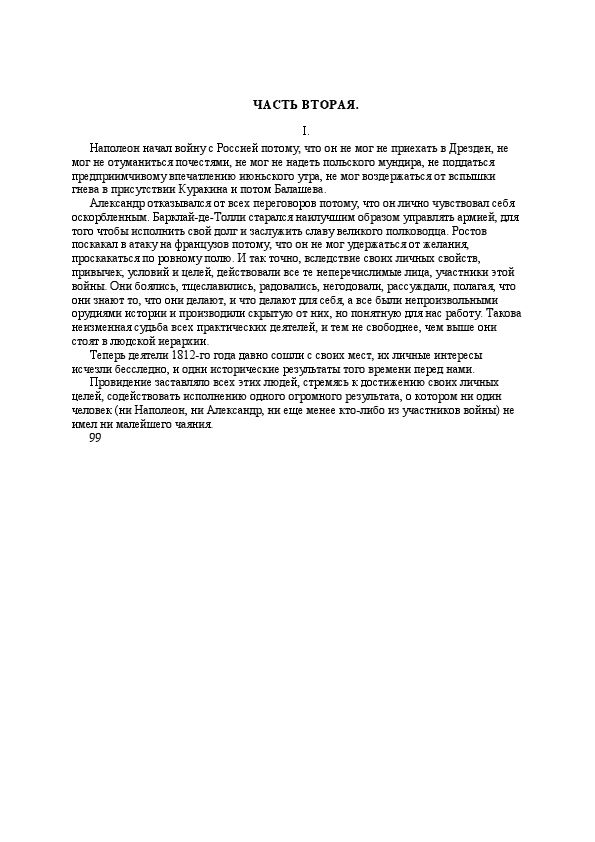 ЧАСТЬ ВТОРАЯ.
I.
Наполеон начал войну с Россией потому, что он не мог не приехать в Дрезден, не
мог не отуманиться почестями, не мог не надеть польского мундира, не поддаться
предприимчивому впечатлению июньского утра, не мог воздержаться от вспышки
гнева в присутствии Куракина и потом Балашева.
Александр отказывался от всех переговоров потому, что он лично чувствовал себя
оскорбленным. Барклай-де-Толли старался наилучшим образом управлять армией, для
того чтобы исполнить свой долг и заслужить славу великого полководца. Ростов
поскакал в атаку на французов потому, что он не мог удержаться от желания,
проскакаться по ровному полю. И так точно, вследствие своих личных свойств,
привычек, условий и целей, действовали все те неперечислимые лица, участники этой
войны. Они боялись, тщеславились, радовались, негодовали, рассуждали, полагая, что
они знают то, что они делают, и что делают для себя, а все были непроизвольными
орудиями истории и производили скрытую от них, но понятную для нас работу. Такова
неизменная судьба всех практических деятелей, и тем не свободнее, чем выше они
стоят в людской иерархии.
Теперь деятели 1812-го года давно сошли с своих мест, их личные интересы
исчезли бесследно, и одни исторические результаты того времени перед нами.
Провидение заставляло всех этих людей, стремясь к достижению своих личных
целей, содействовать исполнению одного огромного результата, о котором ни один
человек (ни Наполеон, ни Александр, ни еще менее кто-либо из участников войны) не
имел ни малейшего чаяния.
99